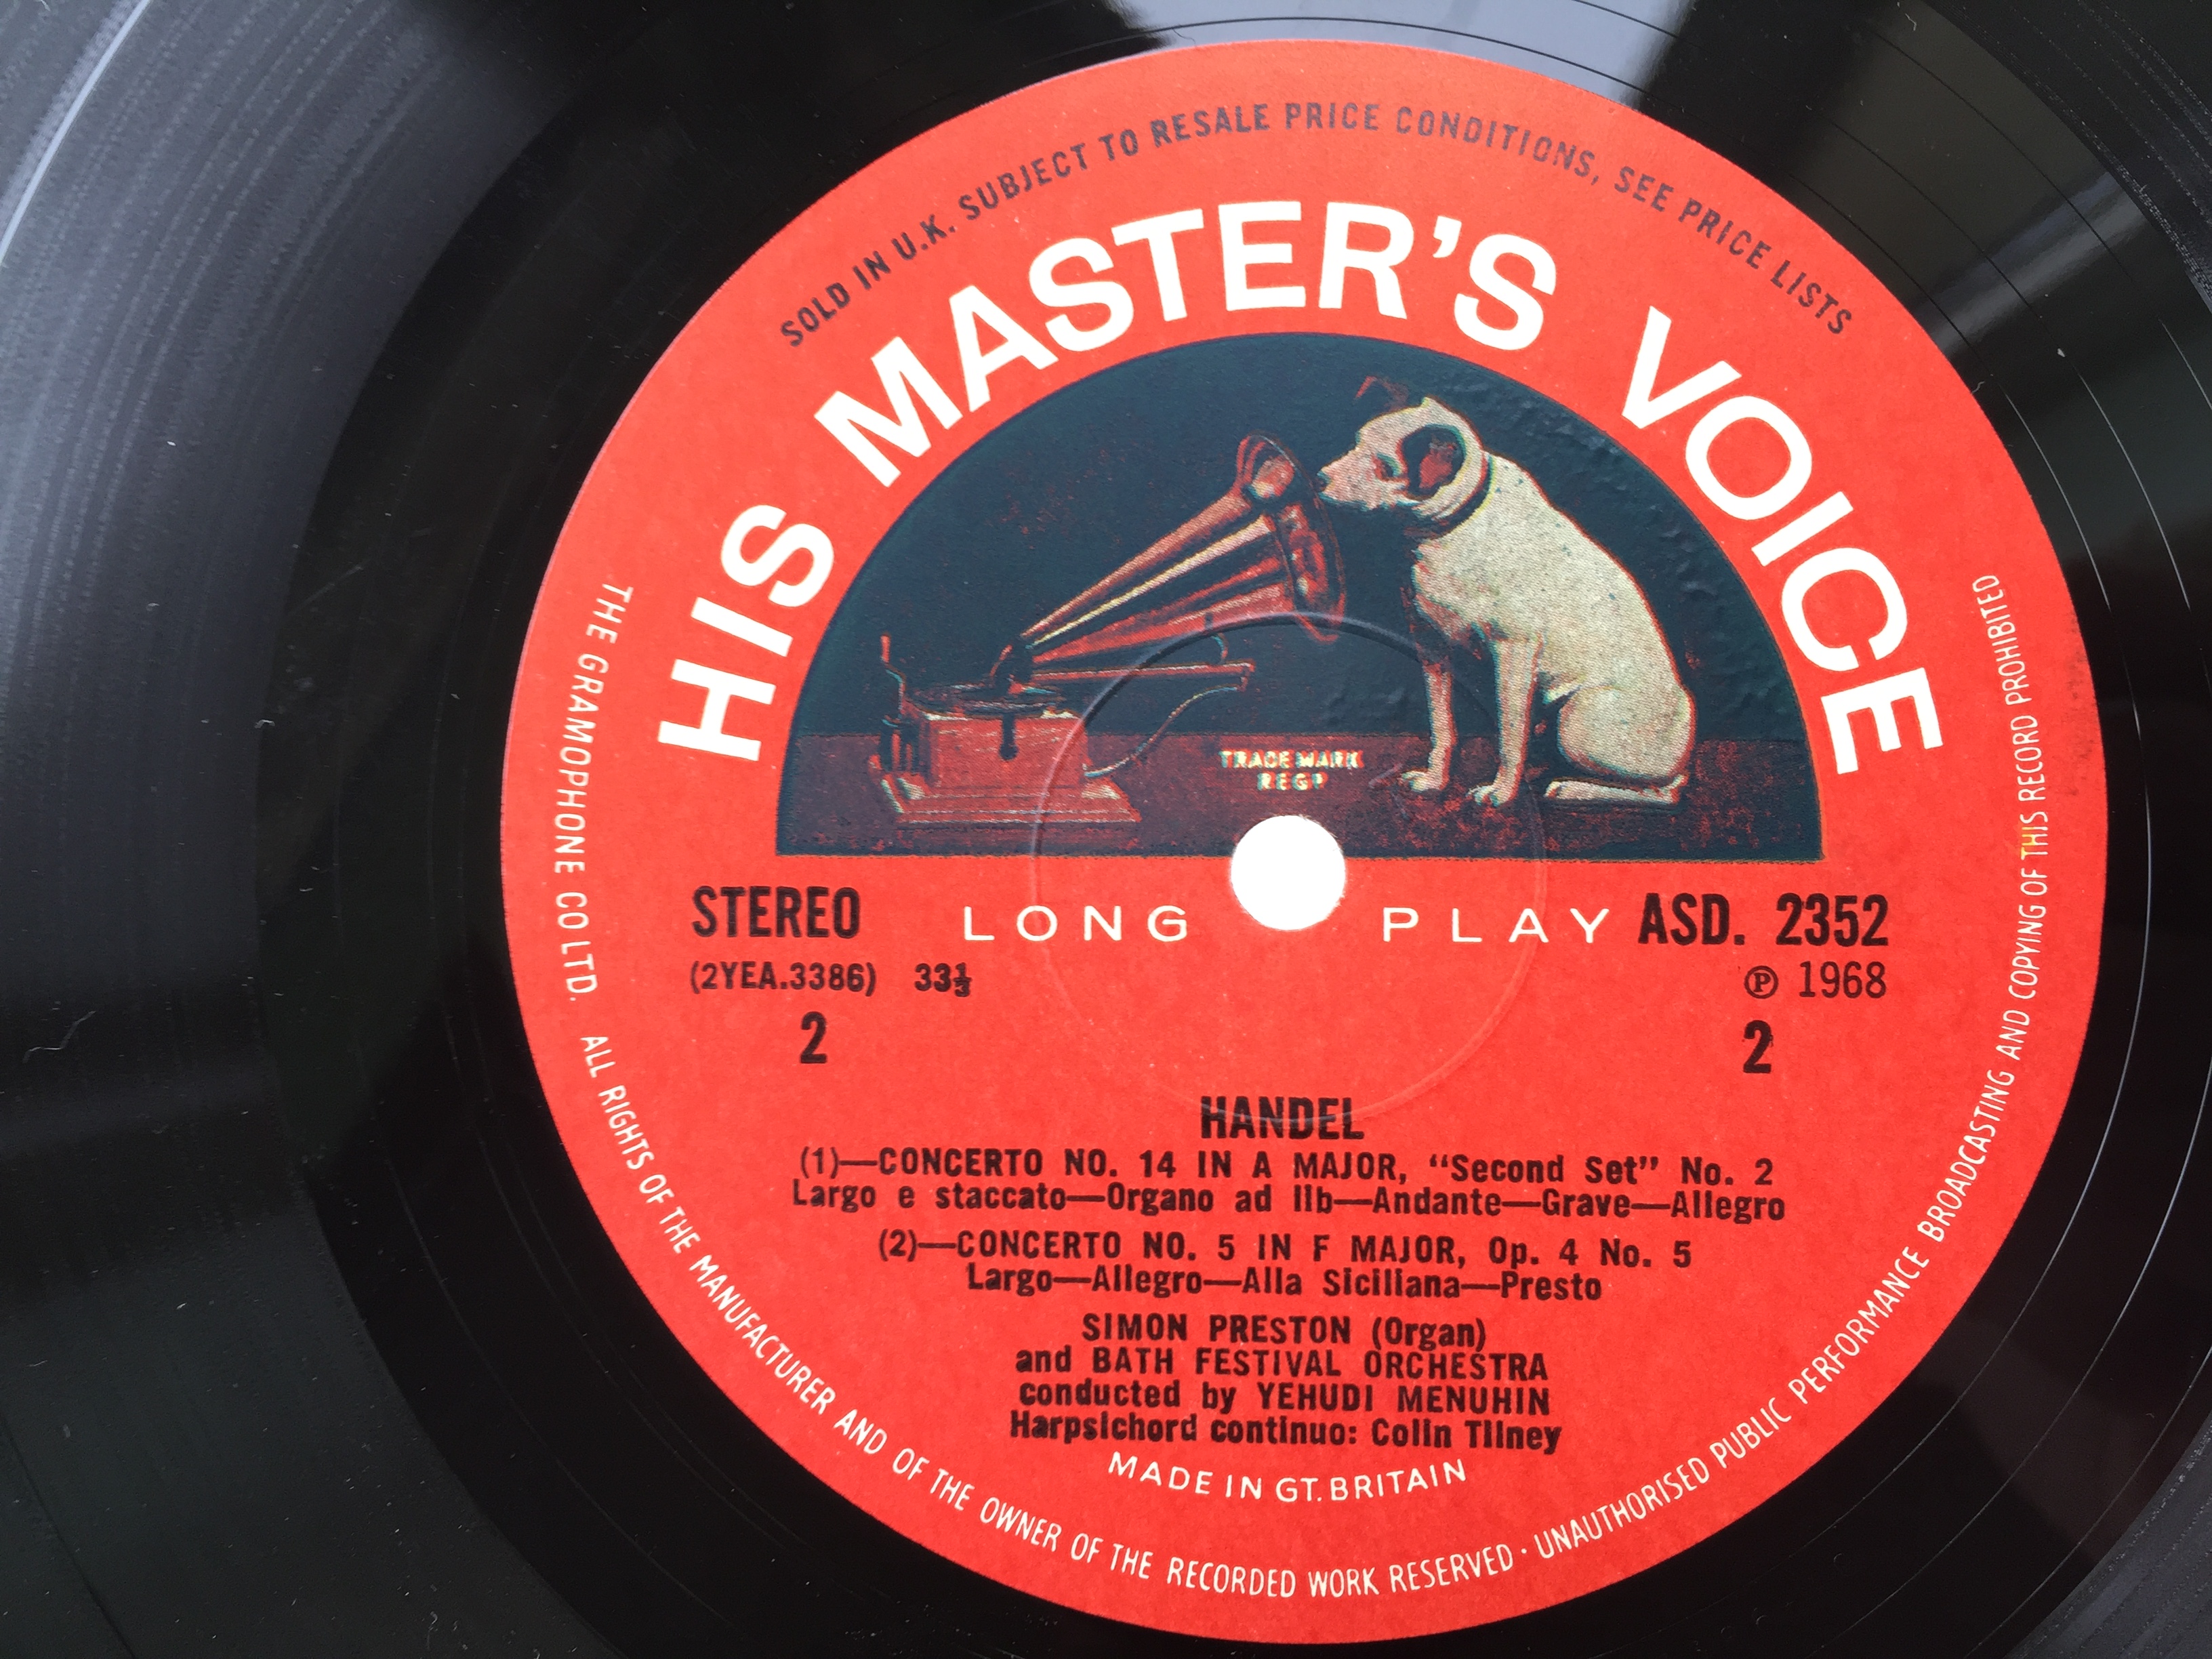 SOLD IN U.K. SUBJECT TO RESALE PRICE CONDITIONS, SEE PRICE LISTS
HIS MASTER'S VOICE
TRADE MARK
REGD
STEREO LONG PLAY ASD. 2352
(2YEA.3386) 33⅓ ℗ 1968
2 2
HANDEL
(1)—CONCERTO NO. 14 IN A MAJOR, “Second Set” No. 2
Largo e staccato—Organo ad lib—Andante—Grave—Allegro
(2)—CONCERTO NO. 5 IN F MAJOR, Op. 4 No. 5
Largo—Allegro—Alla Siciliana—Presto
SIMON PRESTON (Organ)
and BATH FESTIVAL ORCHESTRA
conducted by YEHUDI MENUHIN
Harpsichord continuo: Colin Tilney
MADE IN GT. BRITAIN
THE GRAMOPHONE CO LTD. ALL RIGHTS OF THE MANUFACTURER AND OF THE OWNER OF THE RECORDED WORK RESERVED · UNAUTHORISED PUBLIC PERFORMANCE BROADCASTING AND COPYING OF THIS RECORD PROHIBITED